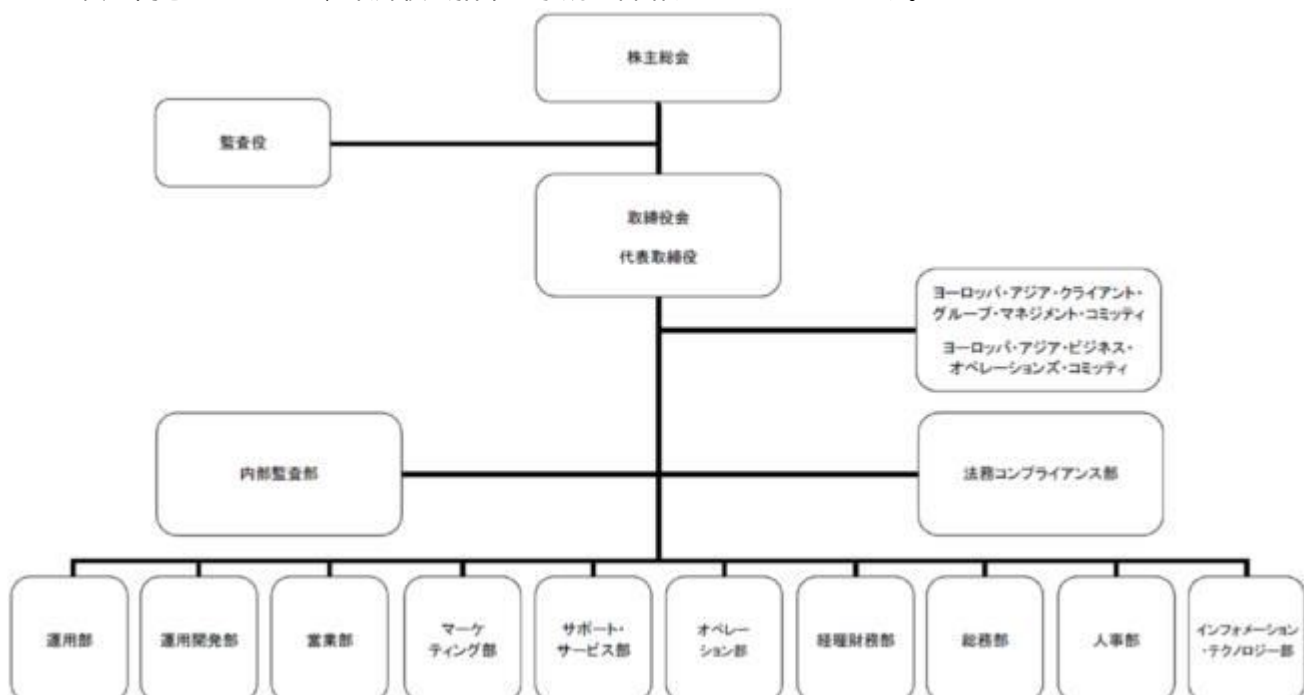 株主総会
監査役
取締役会
代表取締役
ヨーロッパ・アジア・クライアント・
グループ・マネジメント・コミッティ
ヨーロッパ・アジア・ビジネス・
オペレーションズ・コミッティ
内部監査部
法務コンプライアンス部
運用部
運用開発部
営業部
マーケ
ティング部
サポート・
サービス部
オペレー
ション部
経理財務部
総務部
人事部
インフォメーション
・テクノロジー部